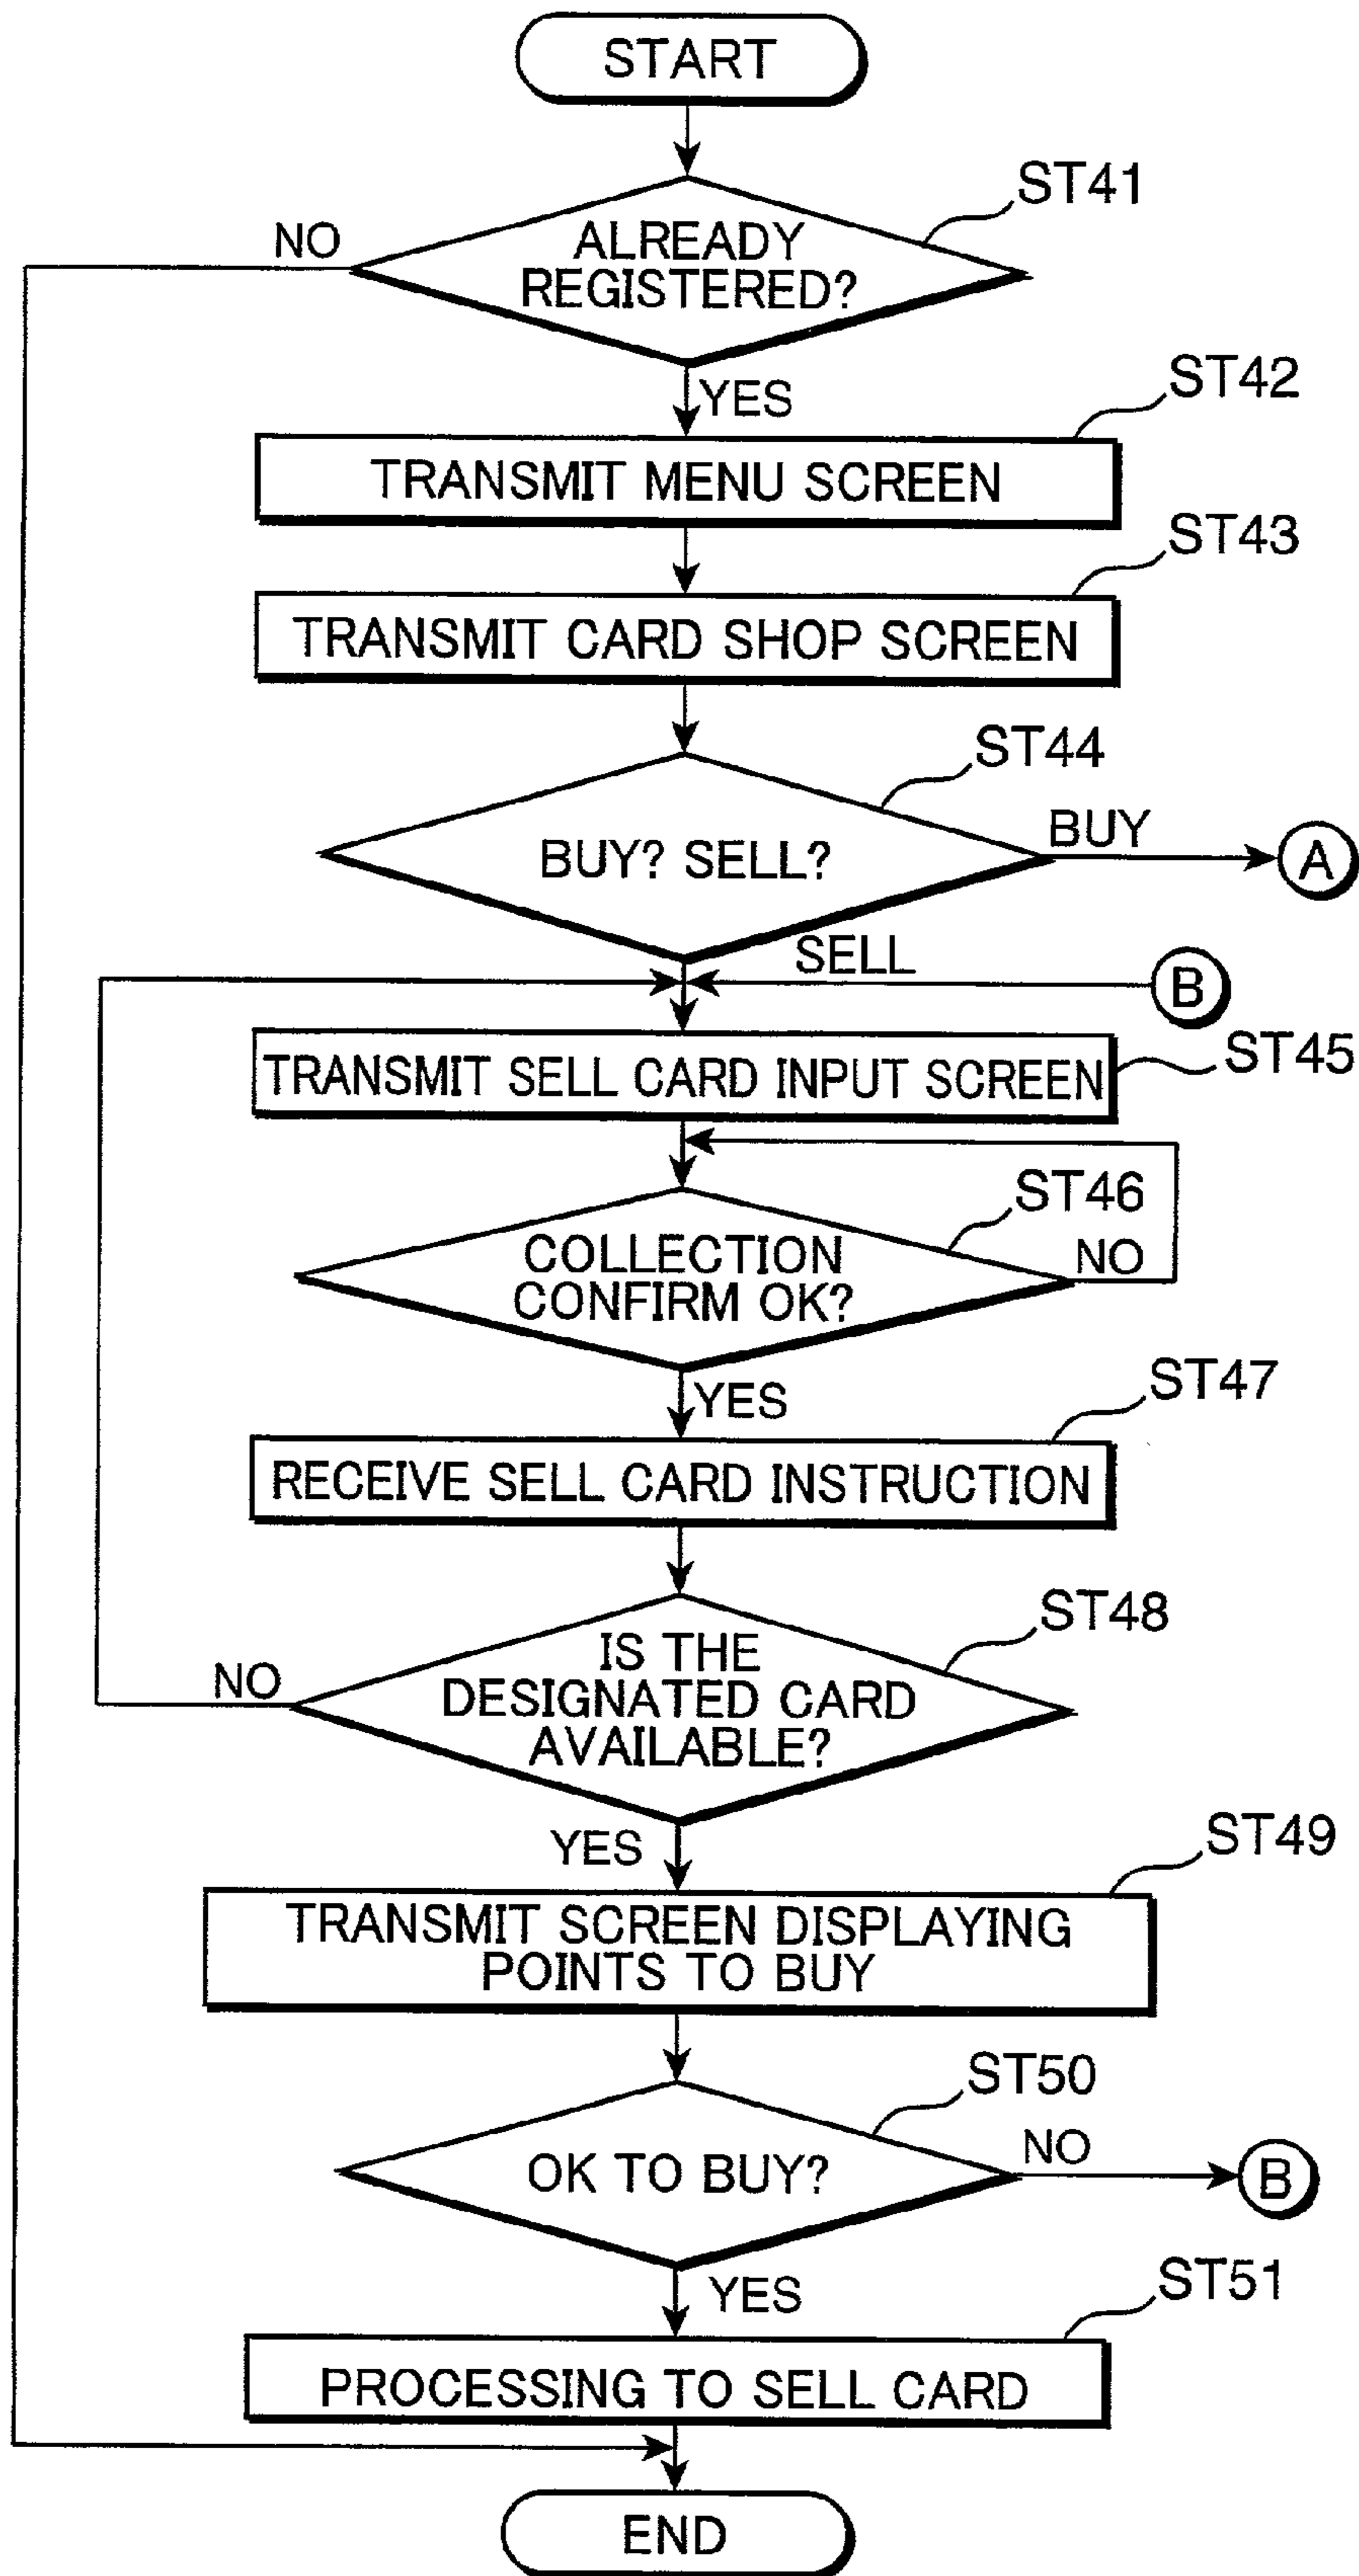 START
ST41
NO
ALREADY
REGISTERED?
YES
ST42
TRANSMIT MENU SCREEN
ST43
TRANSMIT CARD SHOP SCREEN
ST44
BUY? SELL?
BUY
A
SELL
B
TRANSMIT SELL CARD INPUT SCREEN
ST45
ST46
COLLECTION
CONFIRM OK?
NO
YES
ST47
RECEIVE SELL CARD INSTRUCTION
ST48
NO
IS THE
DESIGNATED CARD
AVAILABLE?
YES
ST49
TRANSMIT SCREEN DISPLAYING
POINTS TO BUY
ST50
OK TO BUY?
NO
B
YES
ST51
PROCESSING TO SELL CARD
END